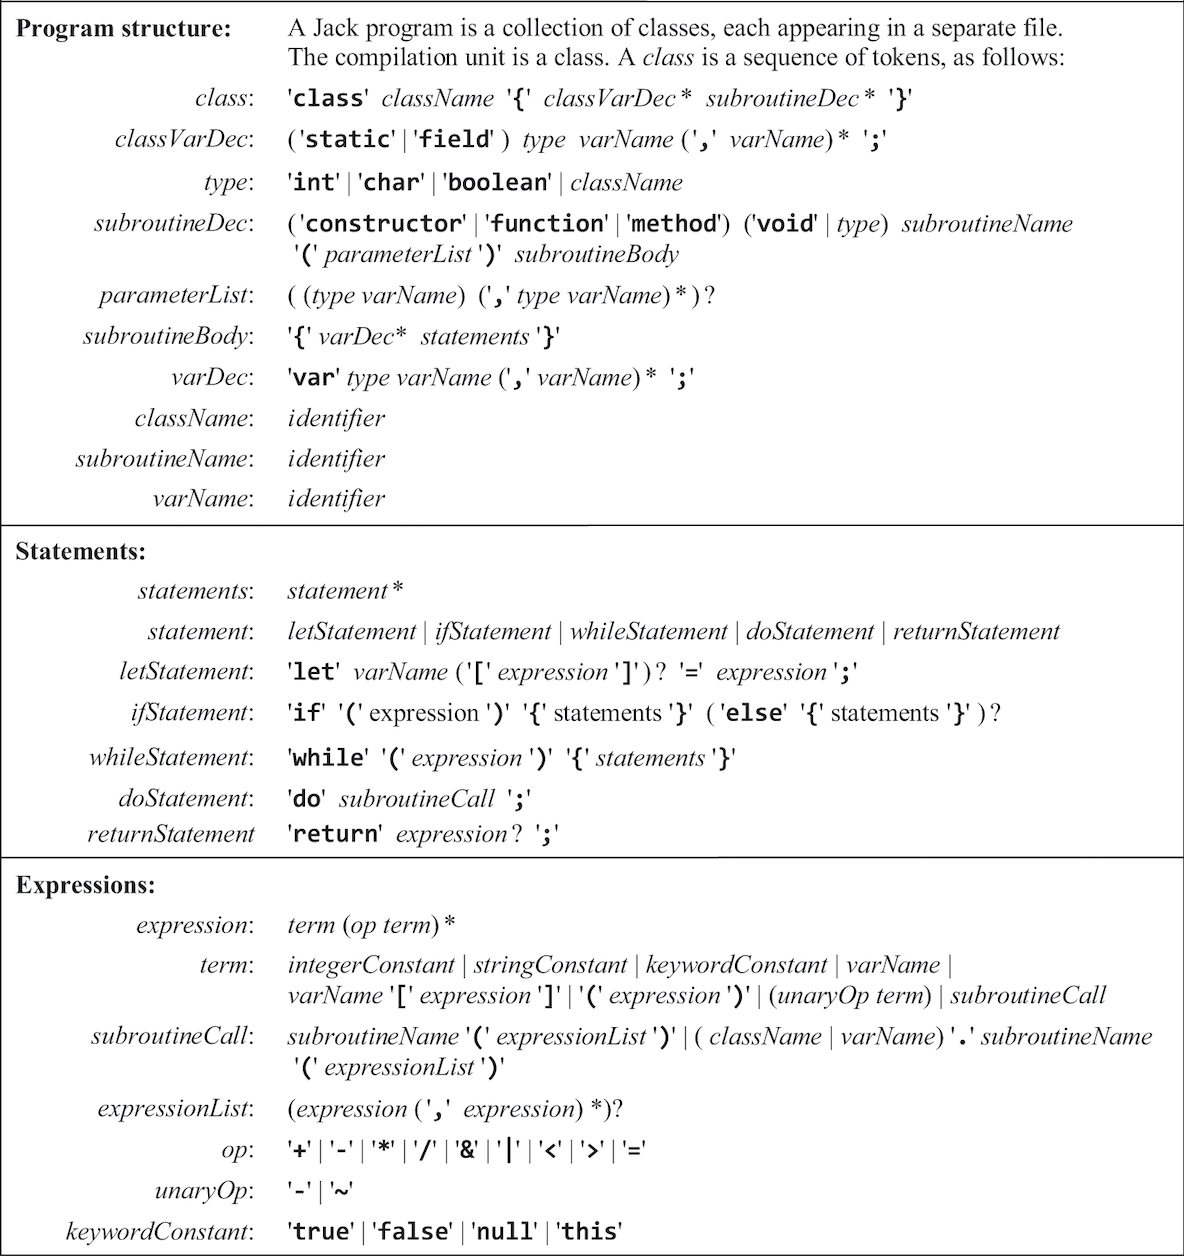 Program structure: A Jack program is a collection of classes, each appearing in a separate file.
The compilation unit is a class. A class is a sequence of tokens, as follows:
class: 'class' className '{' classVarDec* subroutineDec* '}'
classVarDec: ('static'|'field') type varName (',' varName)* ';'
type: 'int'|'char'|'boolean'|className
subroutineDec: ('constructor'|'function'|'method') ('void'|type) subroutineName
'(' parameterList ')' subroutineBody
parameterList: ( (type varName) (',' type varName)*)?
subroutineBody: '{' varDec* statements '}'
varDec: 'var' type varName (',' varName)* ';'
className: identifier
subroutineName: identifier
varName: identifier
Statements:
statements: statement*
statement: letStatement | ifStatement | whileStatement | doStatement | returnStatement
letStatement: 'let' varName ('[' expression ']')? '=' expression ';'
ifStatement: 'if' '(' expression ')' '{' statements '}' ('else' '{' statements '}')?
whileStatement: 'while' '(' expression ')' '{' statements '}'
doStatement: 'do' subroutineCall ';'
returnStatement 'return' expression? ';'
Expressions:
expression: term (op term)*
term: integerConstant | stringConstant | keywordConstant | varName |
varName '[' expression ']' | '(' expression ')' | (unaryOp term) | subroutineCall
subroutineCall: subroutineName '(' expressionList ')' | ( className | varName) '.' subroutineName
'(' expressionList ')'
expressionList: (expression (',' expression) *)?
op: '+'|'-'|'*'|'/'|'&'|'|'|'<'|'>'|'='
unaryOp: '-'|'~'
keywordConstant: 'true'|'false'|'null'|'this'